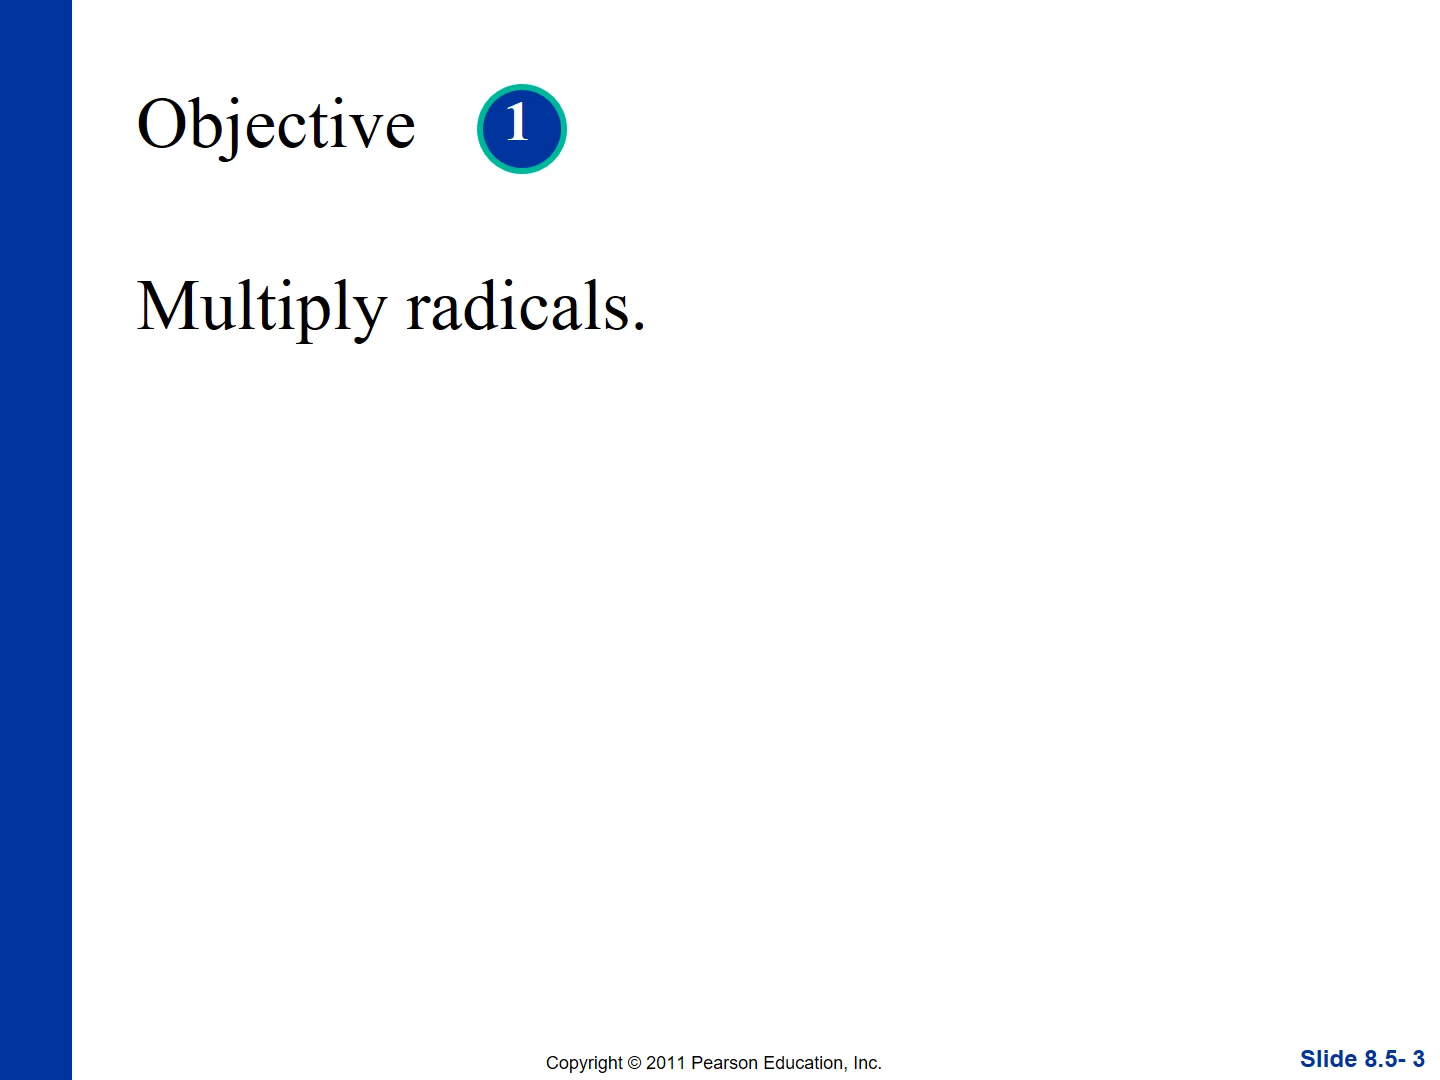 Objective 1
Multiply radicals.
Copyright © 2011 Pearson Education, Inc.
Slide 8.5- 3